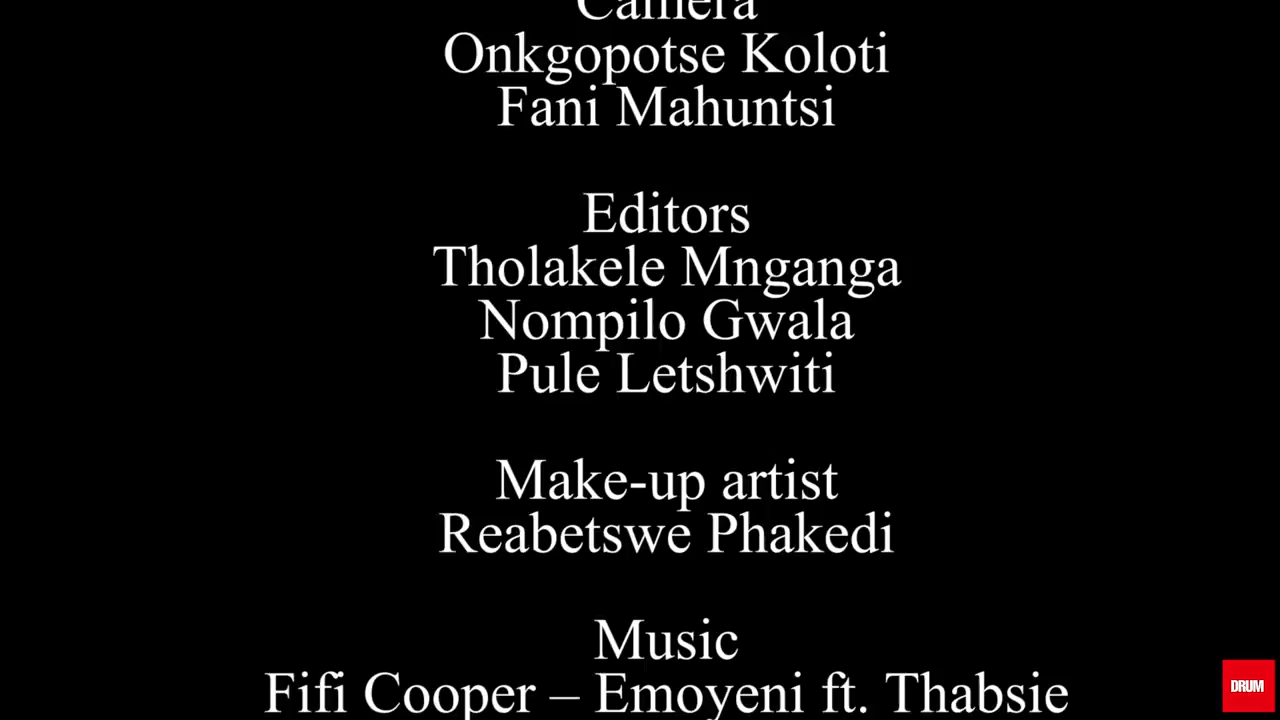 Camera
Onkgopotse Koloti
Fani Mahuntsi
Editors
Tholakele Mnganga
Nompilo Gwala
Pule Letshwiti
Make-up artist
Reabetswe Phakedi
Music
Fifi Cooper – Emoyeni ft. Thabsie
DRUM